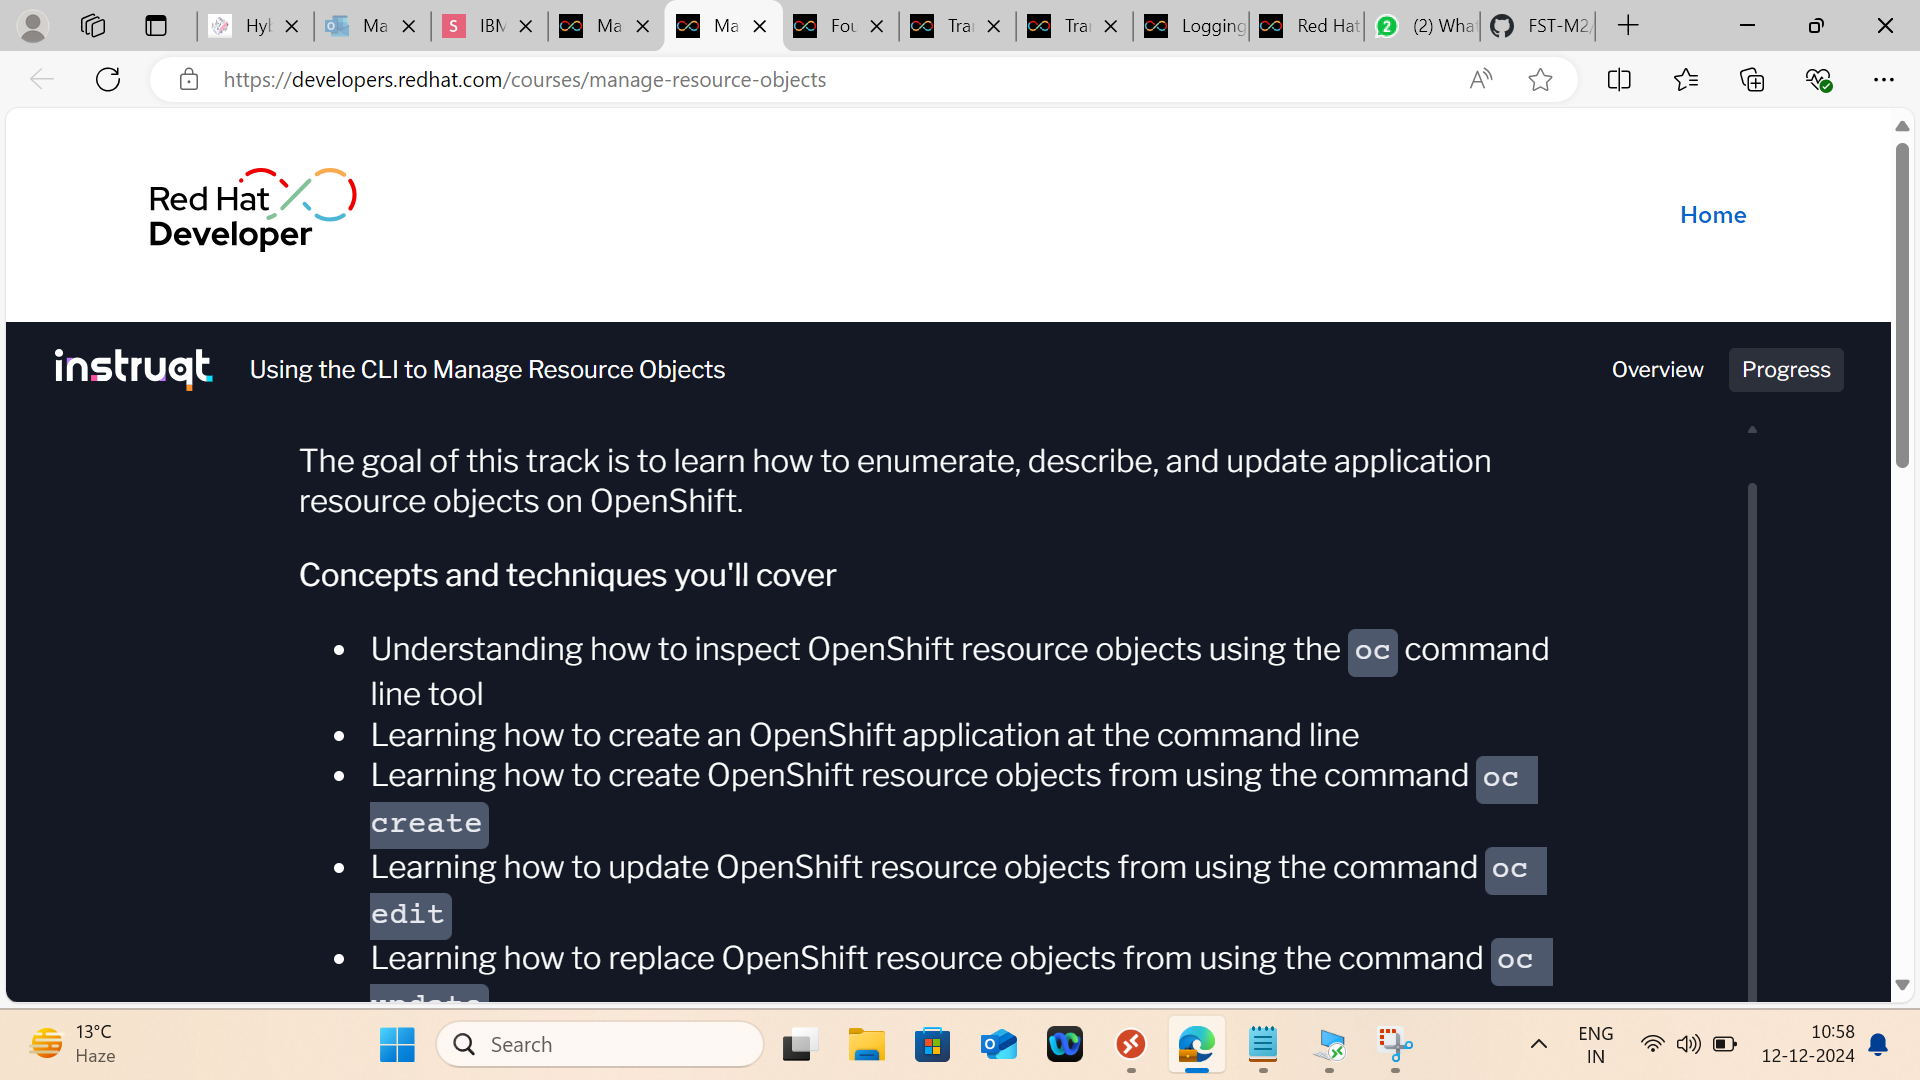 Hyb
Ma
S
IBM
Ma
Ma
Fou
Tra
Tra
Logging
Red Hat
2
(2) What
FST-M2/
https://developers.redhat.com/courses/manage-resource-objects
Red Hat
Developer
Home
instruqt
Using the CLI to Manage Resource Objects
Overview
Progress
The goal of this track is to learn how to enumerate, describe, and update application
resource objects on OpenShift.
Concepts and techniques you'll cover
• Understanding how to inspect OpenShift resource objects using the oc command
line tool
• Learning how to create an OpenShift application at the command line
• Learning how to create OpenShift resource objects from using the command oc
create
• Learning how to update OpenShift resource objects from using the command oc
edit
• Learning how to replace OpenShift resource objects from using the command oc
update
13°C
Haze
Search
ENG
IN
10:58
12-12-2024